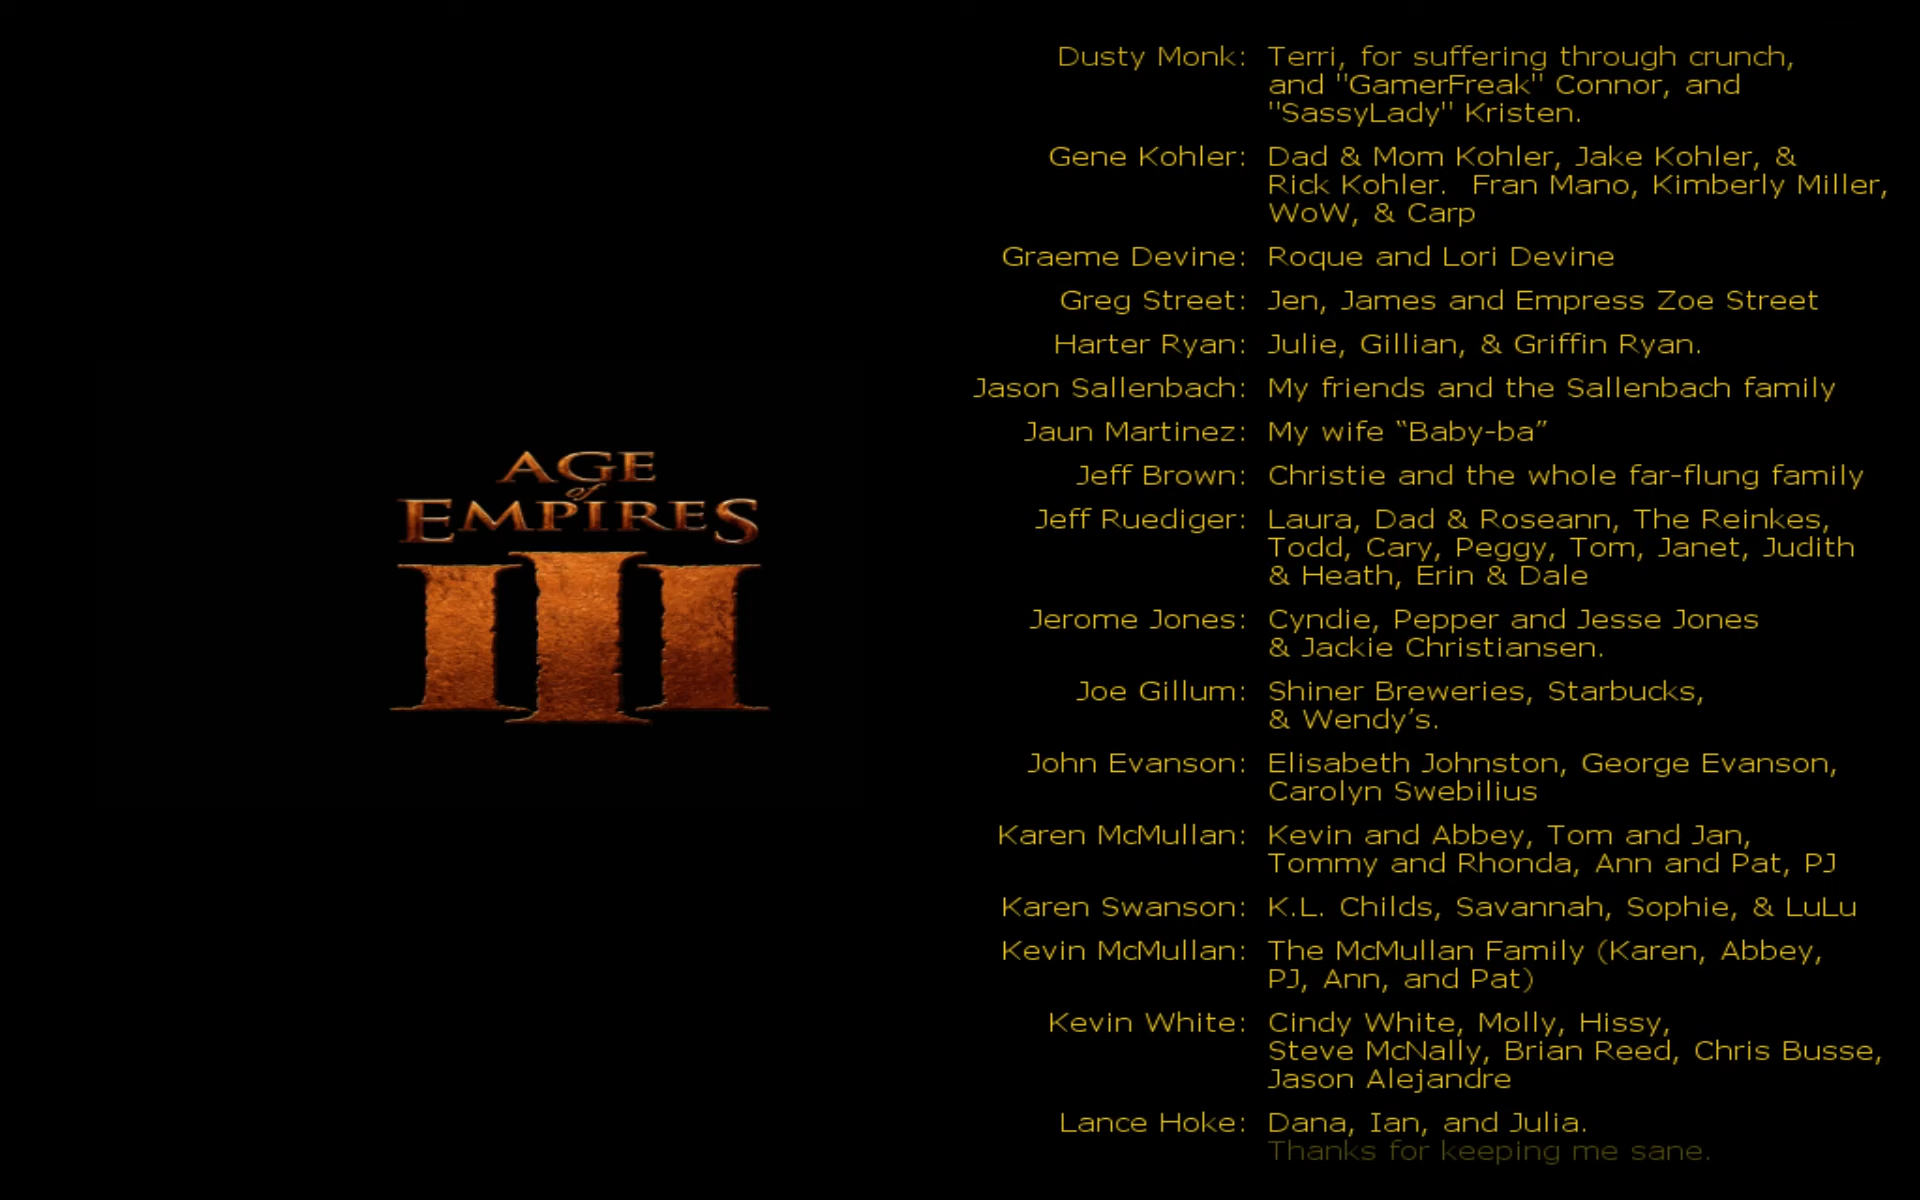 AGE
of
EMPIRES
III
Dusty Monk: Terri, for suffering through crunch,
and "GamerFreak" Connor, and
"SassyLady" Kristen.
Gene Kohler: Dad & Mom Kohler, Jake Kohler, &
Rick Kohler.  Fran Mano, Kimberly Miller,
WoW, & Carp
Graeme Devine: Roque and Lori Devine
Greg Street: Jen, James and Empress Zoe Street
Harter Ryan: Julie, Gillian, & Griffin Ryan.
Jason Sallenbach: My friends and the Sallenbach family
Jaun Martinez: My wife “Baby-ba”
Jeff Brown: Christie and the whole far-flung family
Jeff Ruediger: Laura, Dad & Roseann, The Reinkes,
Todd, Cary, Peggy, Tom, Janet, Judith
& Heath, Erin & Dale
Jerome Jones: Cyndie, Pepper and Jesse Jones
& Jackie Christiansen.
Joe Gillum: Shiner Breweries, Starbucks,
& Wendy’s.
John Evanson: Elisabeth Johnston, George Evanson,
Carolyn Swebilius
Karen McMullan: Kevin and Abbey, Tom and Jan,
Tommy and Rhonda, Ann and Pat, PJ
Karen Swanson: K.L. Childs, Savannah, Sophie, & LuLu
Kevin McMullan: The McMullan Family (Karen, Abbey,
PJ, Ann, and Pat)
Kevin White: Cindy White, Molly, Hissy,
Steve McNally, Brian Reed, Chris Busse,
Jason Alejandre
Lance Hoke: Dana, Ian, and Julia.
Thanks for keeping me sane.